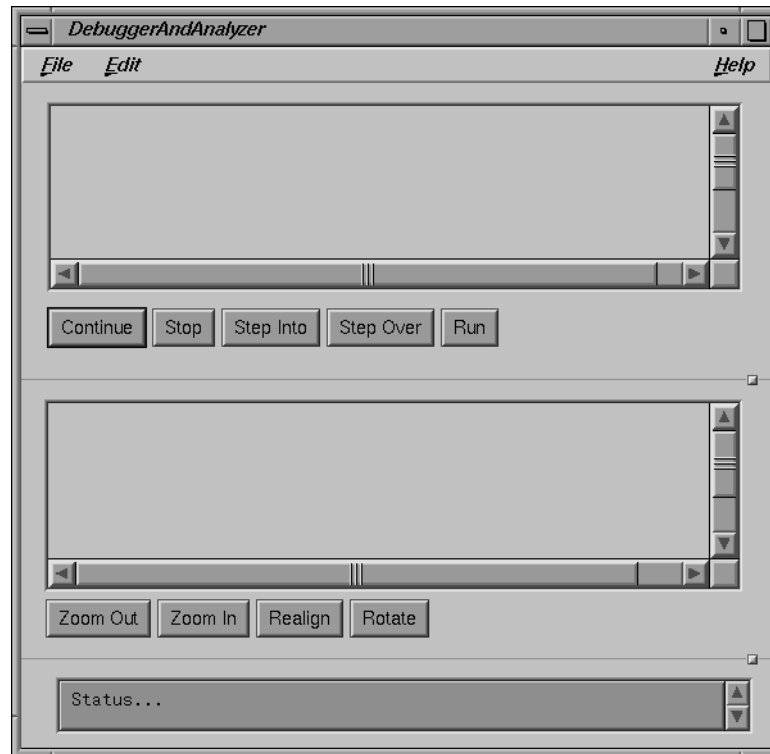 DebuggerAndAnalyzer
File Edit Help
Continue Stop Step Into Step Over Run
Zoom Out Zoom In Realign Rotate
Status...